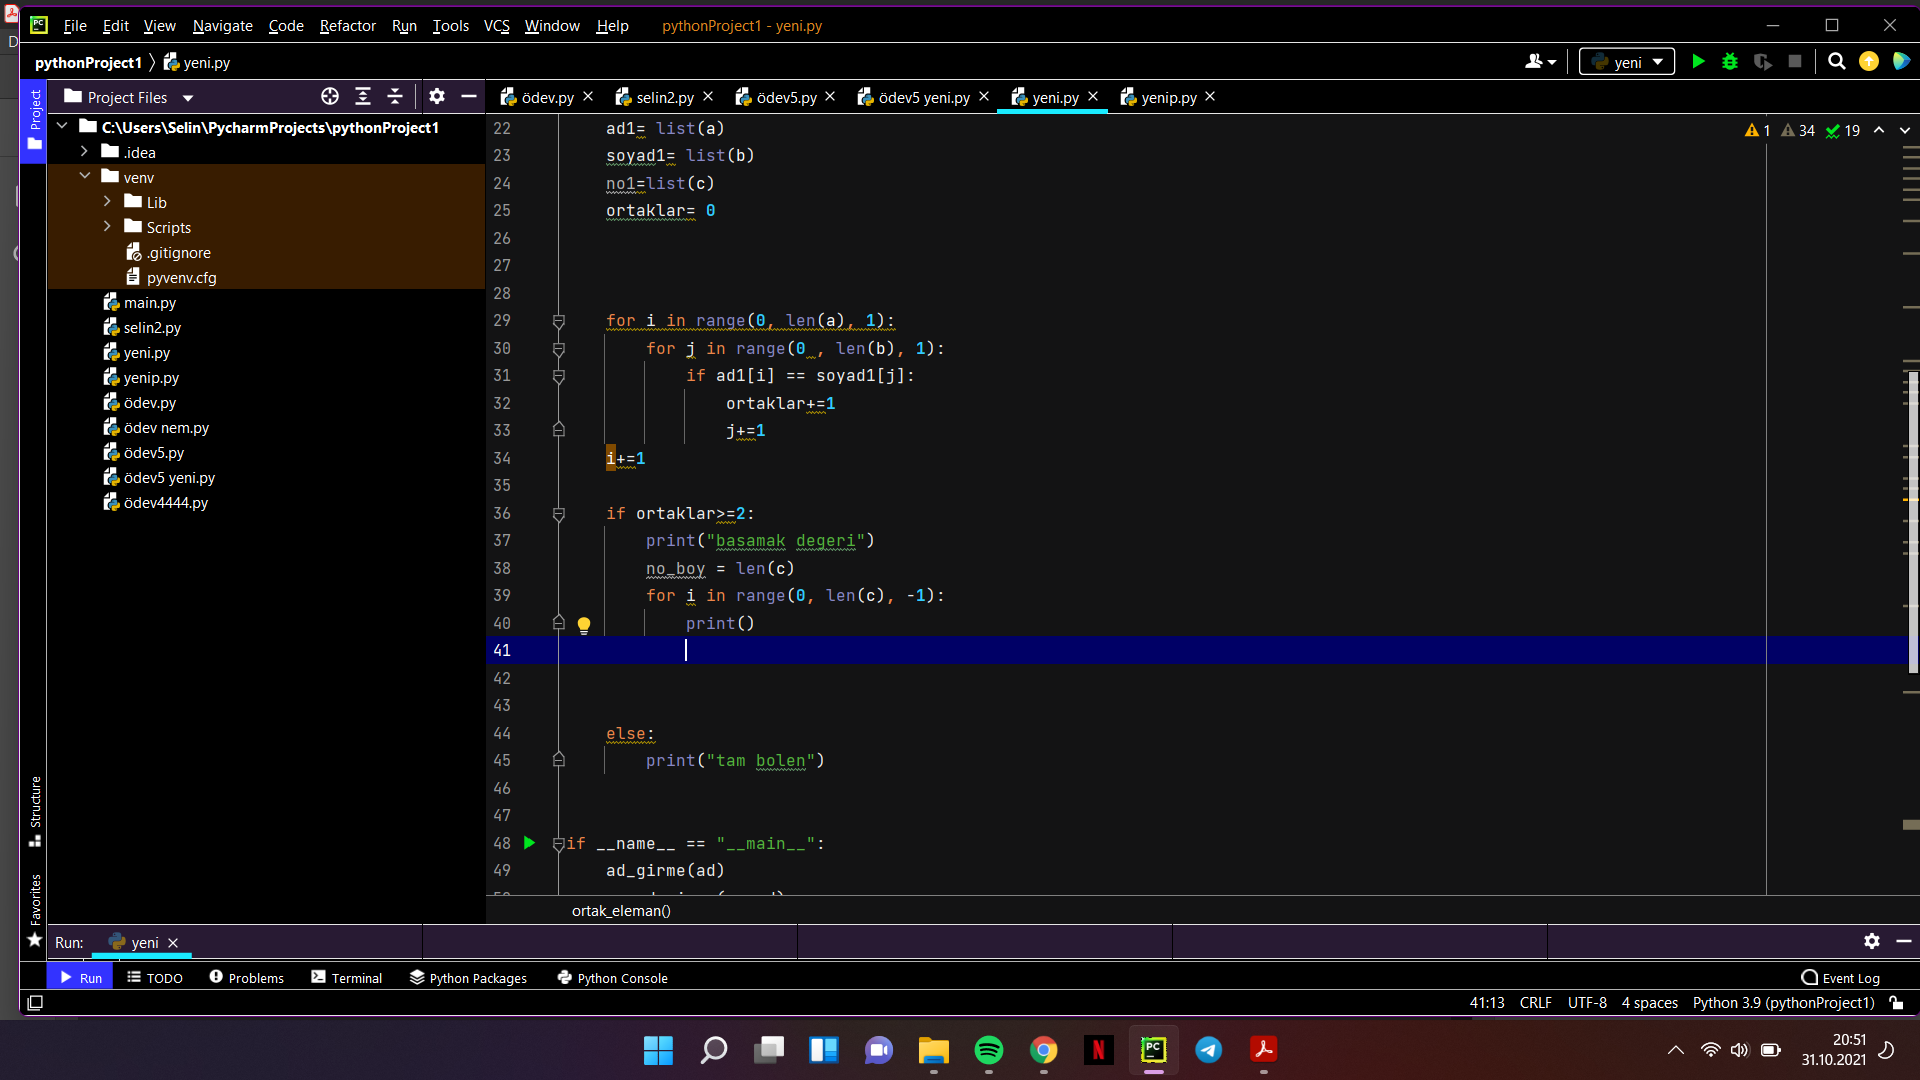 File Edit View Navigate Code Refactor Run Tools VCS Window Help pythonProject1 - yeni.py
pythonProject1 yeni.py
yeni
Project
Project Files
ödev.py selin2.py ödev5.py ödev5 yeni.py yeni.py yenip.py
C:\Users\Selin\PycharmProjects\pythonProject1
.idea
venv
Lib
Scripts
.gitignore
pyvenv.cfg
main.py
selin2.py
yeni.py
yenip.py
ödev.py
ödev nem.py
ödev5.py
ödev5 yeni.py
ödev4444.py
1 34 19
22 ad1= list(a)
23 soyad1= list(b)
24 no1=list(c)
25 ortaklar= 0
26
27
28
29 for i in range(0, len(a), 1):
30 for j in range(0 , len(b), 1):
31 if ad1[i] == soyad1[j]:
32 ortaklar+=1
33 j+=1
34 i+=1
35
36 if ortaklar>=2:
37 print("basamak degeri")
38 no_boy = len(c)
39 for i in range(0, len(c), -1):
40 print()
41
42
43
44 else:
45 print("tam bolen")
46
47
48 if __name__ == "__main__":
49 ad_girme(ad)
ortak_eleman()
Structure
Favorites
Run: yeni
Run TODO Problems Terminal Python Packages Python Console Event Log
41:13 CRLF UTF-8 4 spaces Python 3.9 (pythonProject1)
20:51
31.10.2021